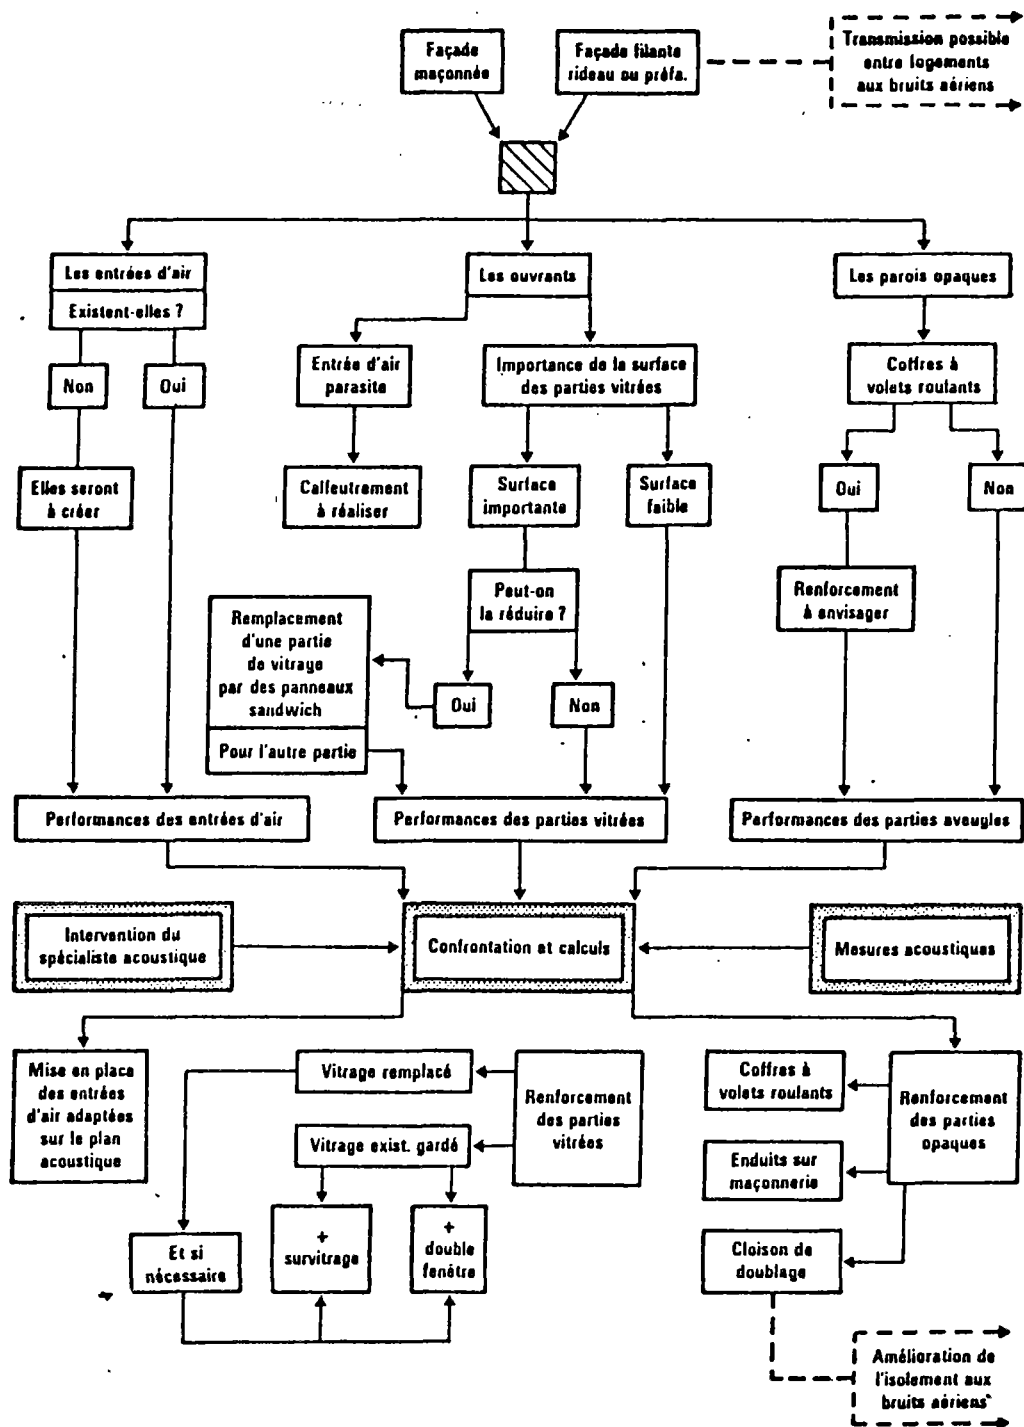 Façade
maçonnée
Façade filante
rideau ou préfa.
Transmission possible
entre logements
aux bruits aériens
Les entrées d'air
Existent-elles ?
Les ouvrants
Les parois opaques
Non
Oui
Entrée d'air
parasite
Importance de la surface
des parties vitrées
Coffres à
volets roulants
Elles seront
à créer
Calfeutrement
à réaliser
Surface
importante
Surface
faible
Oui
Non
Peut-on
la réduire ?
Renforcement
à envisager
Remplacement
d'une partie
de vitrage
par des panneaux
sandwich
Pour l'autre partie
Oui
Non
Performances des entrées d'air
Performances des parties vitrées
Performances des parties aveugles
Intervention du
spécialiste acoustique
Confrontation et calculs
Mesures acoustiques
Mise en place
des entrées
d'air adaptées
sur le plan
acoustique
Vitrage remplacé
Vitrage exist. gardé
Renforcement
des parties
vitrées
Coffres à
volets roulants
Renforcement
des parties
opaques
Enduits sur
maçonnerie
Et si
nécessaire
+
survitrage
+
double
fenêtre
Cloison de
doublage
Amélioration de
l'isolement aux
bruits aériens